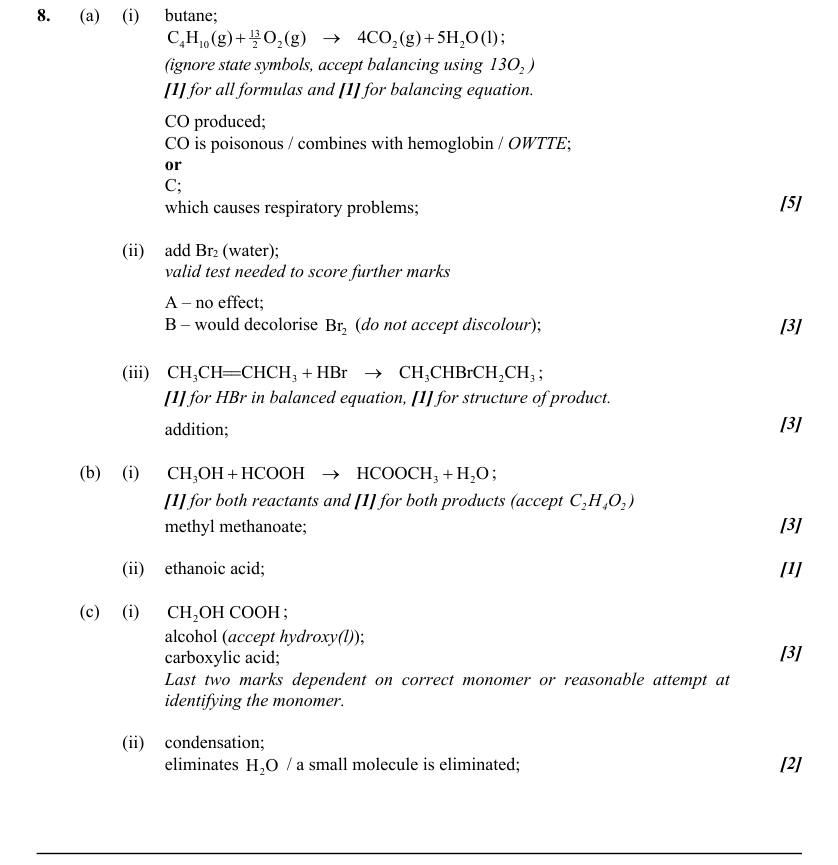 8. (a) (i) butane;
C₄H₁₀(g) + 13/2 O₂(g) → 4CO₂(g) + 5H₂O(l);
(ignore state symbols, accept balancing using 13O₂)
[1] for all formulas and [1] for balancing equation.
CO produced;
CO is poisonous / combines with hemoglobin / OWTTE;
or
C;
which causes respiratory problems; [5]
(ii) add Br₂ (water);
valid test needed to score further marks
A – no effect;
B – would decolorise Br₂ (do not accept discolour); [3]
(iii) CH₃CH=CHCH₃ + HBr → CH₃CHBrCH₂CH₃;
[1] for HBr in balanced equation, [1] for structure of product.
addition; [3]
(b) (i) CH₃OH + HCOOH → HCOOCH₃ + H₂O;
[1] for both reactants and [1] for both products (accept C₂H₄O₂)
methyl methanoate; [3]
(ii) ethanoic acid; [1]
(c) (i) CH₂OH COOH;
alcohol (accept hydroxy(l));
carboxylic acid; [3]
Last two marks dependent on correct monomer or reasonable attempt at
identifying the monomer.
(ii) condensation;
eliminates H₂O / a small molecule is eliminated; [2]